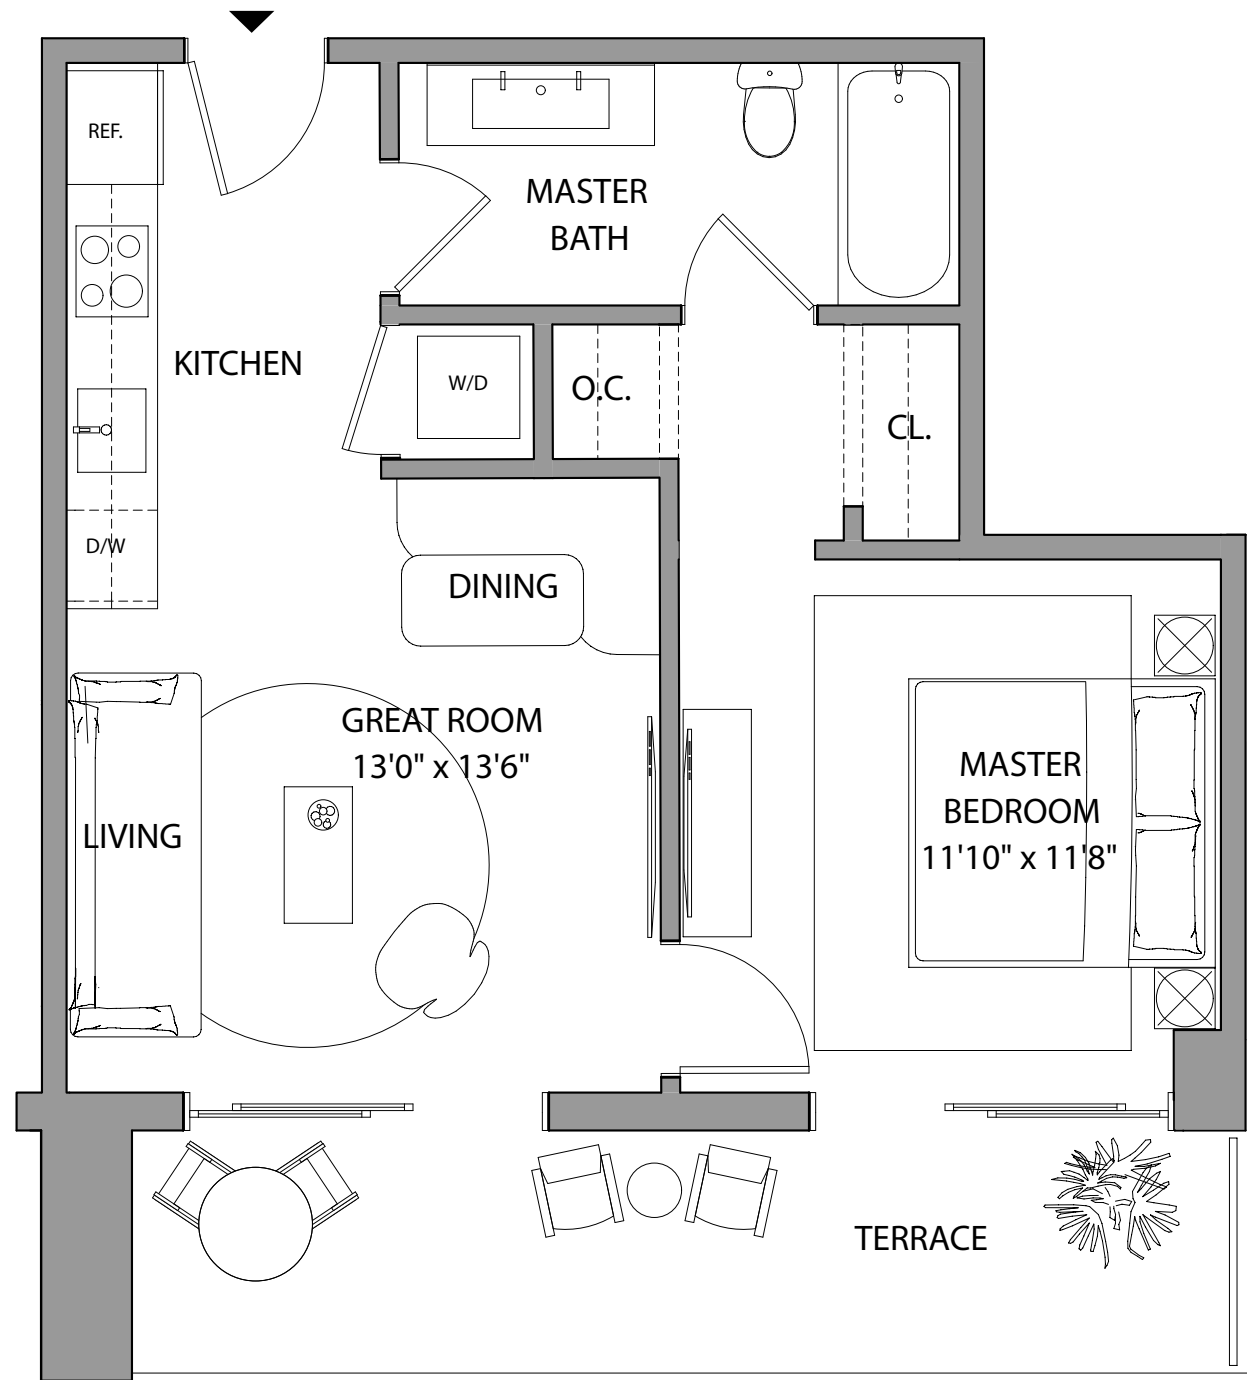 REF.
MASTER
BATH
KITCHEN
W/D
O.C.
CL.
D/W
DINING
GREAT ROOM
13'0" x 13'6"
MASTER
BEDROOM
11'10" x 11'8"
LIVING
TERRACE